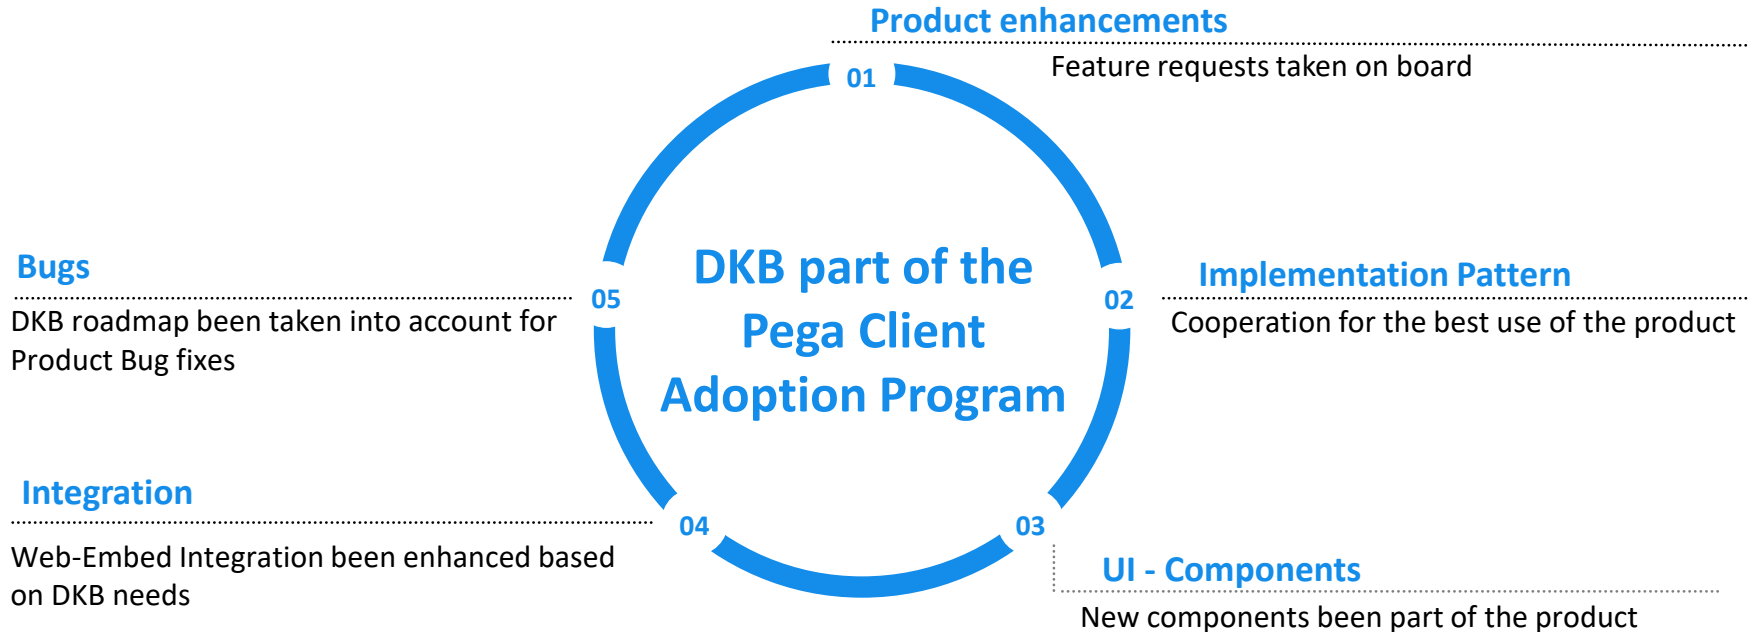 Product enhancements
01
Feature requests taken on board
Bugs
05
DKB roadmap been taken into account for
Product Bug fixes
DKB part of the
Pega Client
Adoption Program
Implementation Pattern
02
Cooperation for the best use of the product
Integration
04
Web-Embed Integration been enhanced based
on DKB needs
03
UI - Components
New components been part of the product